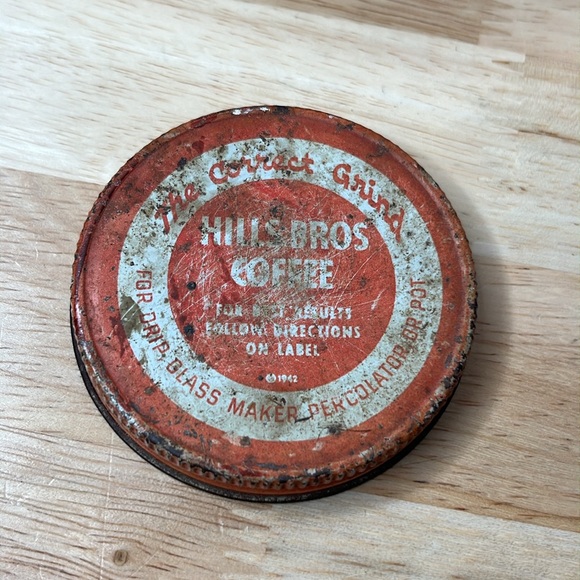 The Correct Grind
HILLS BROS
COFFEE
FOR BEST RESULTS
FOLLOW DIRECTIONS
ON LABEL
©1942
FOR DRIP, GLASS MAKER, PERCOLATOR OR POT